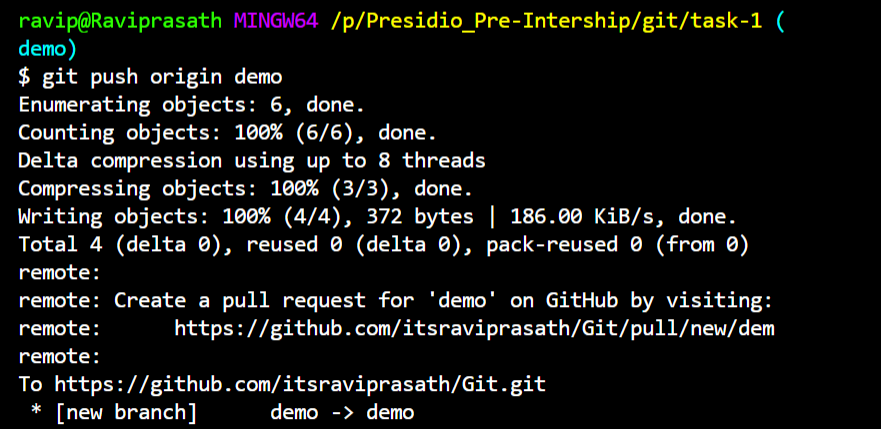 ravip@Raviprasath MINGW64 /p/Presidio_Pre-Intership/git/task-1 (
demo)
$ git push origin demo
Enumerating objects: 6, done.
Counting objects: 100% (6/6), done.
Delta compression using up to 8 threads
Compressing objects: 100% (3/3), done.
Writing objects: 100% (4/4), 372 bytes | 186.00 KiB/s, done.
Total 4 (delta 0), reused 0 (delta 0), pack-reused 0 (from 0)
remote:
remote: Create a pull request for 'demo' on GitHub by visiting:
remote:      https://github.com/itsraviprasath/Git/pull/new/dem
remote:
To https://github.com/itsraviprasath/Git.git
 * [new branch]      demo -> demo